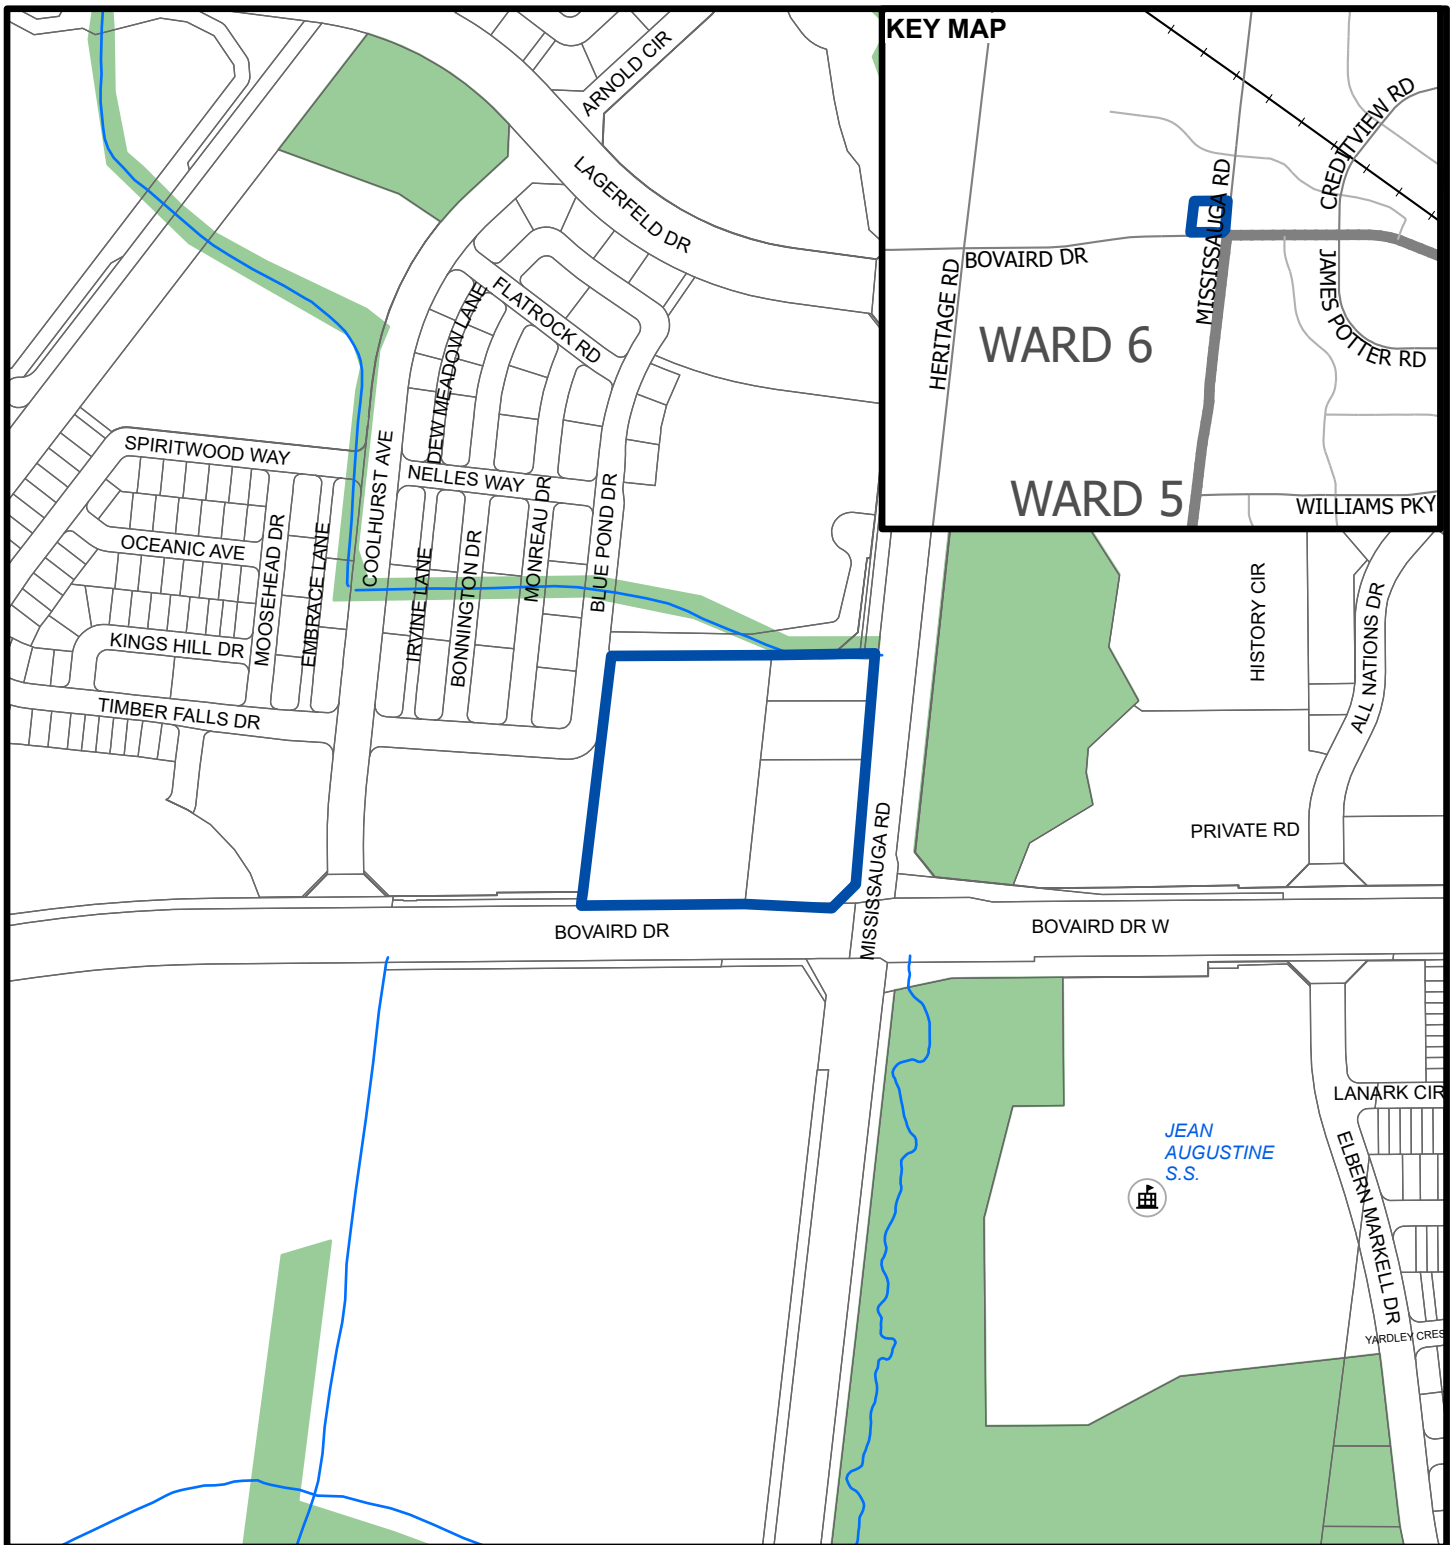 KEY MAP
CREDITVIEW RD
MISSISSAUGA RD
BOVAIRD DR
HERITAGE RD
JAMES POTTER RD
WARD 6
WARD 5
WILLIAMS PKY
ARNOLD CIR
LAGERFELD DR
FLATROCK RD
DEW MEADOW LANE
SPIRITWOOD WAY
COOLHURST AVE
NELLES WAY
MONREAU DR
BLUE POND DR
OCEANIC AVE
MOOSEHEAD DR
EMBRACE LANE
IRVINE LANE
BONNINGTON DR
KINGS HILL DR
TIMBER FALLS DR
HISTORY CIR
ALL NATIONS DR
PRIVATE RD
MISSISSAUGA RD
BOVAIRD DR
BOVAIRD DR W
LANARK CIR
JEAN
AUGUSTINE
S.S.
ELBERN MARKELL DR
YARDLEY CRES